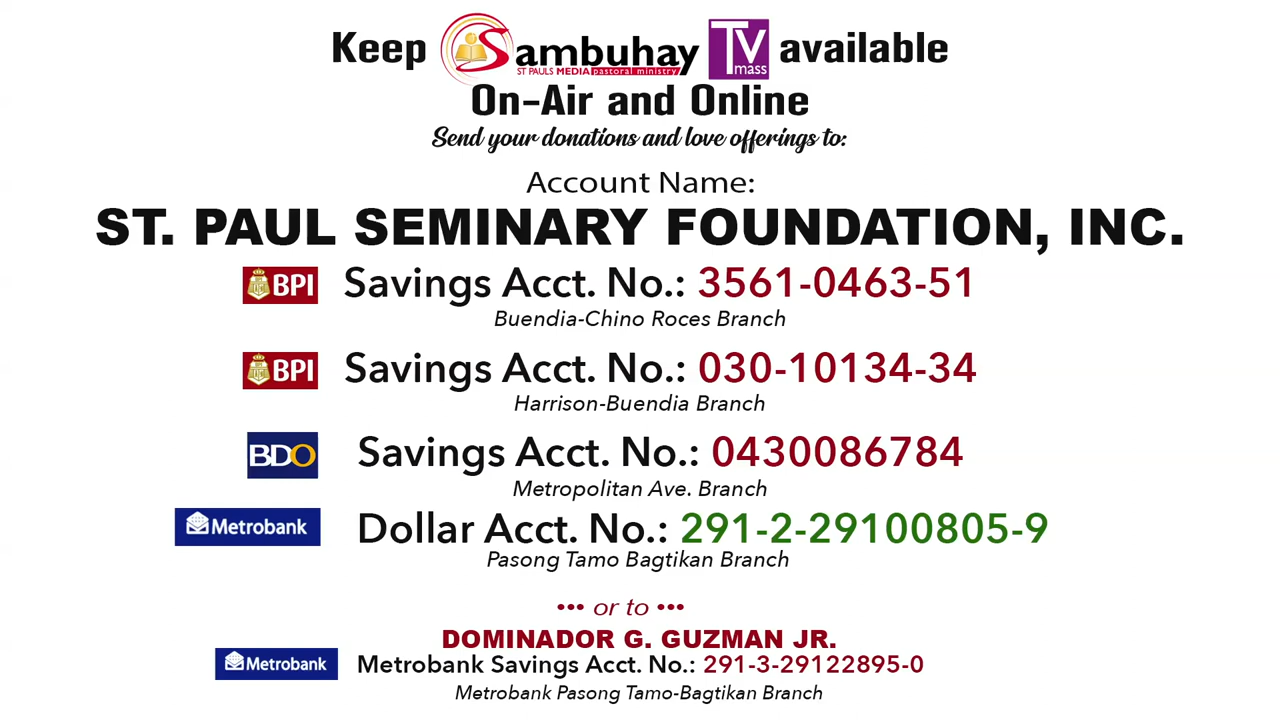 Keep Sambuhay TV mass available
ST PAULS MEDIA pastoral ministry
On-Air and Online
Send your donations and love offerings to:
Account Name:
ST. PAUL SEMINARY FOUNDATION, INC.
BPI Savings Acct. No.: 3561-0463-51
Buendia-Chino Roces Branch
BPI Savings Acct. No.: 030-10134-34
Harrison-Buendia Branch
BDO Savings Acct. No.: 0430086784
Metropolitan Ave. Branch
Metrobank Dollar Acct. No.: 291-2-29100805-9
Pasong Tamo Bagtikan Branch
••• or to •••
DOMINADOR G. GUZMAN JR.
Metrobank Metrobank Savings Acct. No.: 291-3-29122895-0
Metrobank Pasong Tamo-Bagtikan Branch